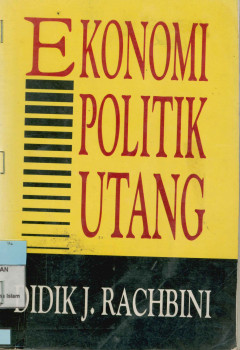 EKONOMI
POLITIK
UTANG
DIDIK J. RACHBINI